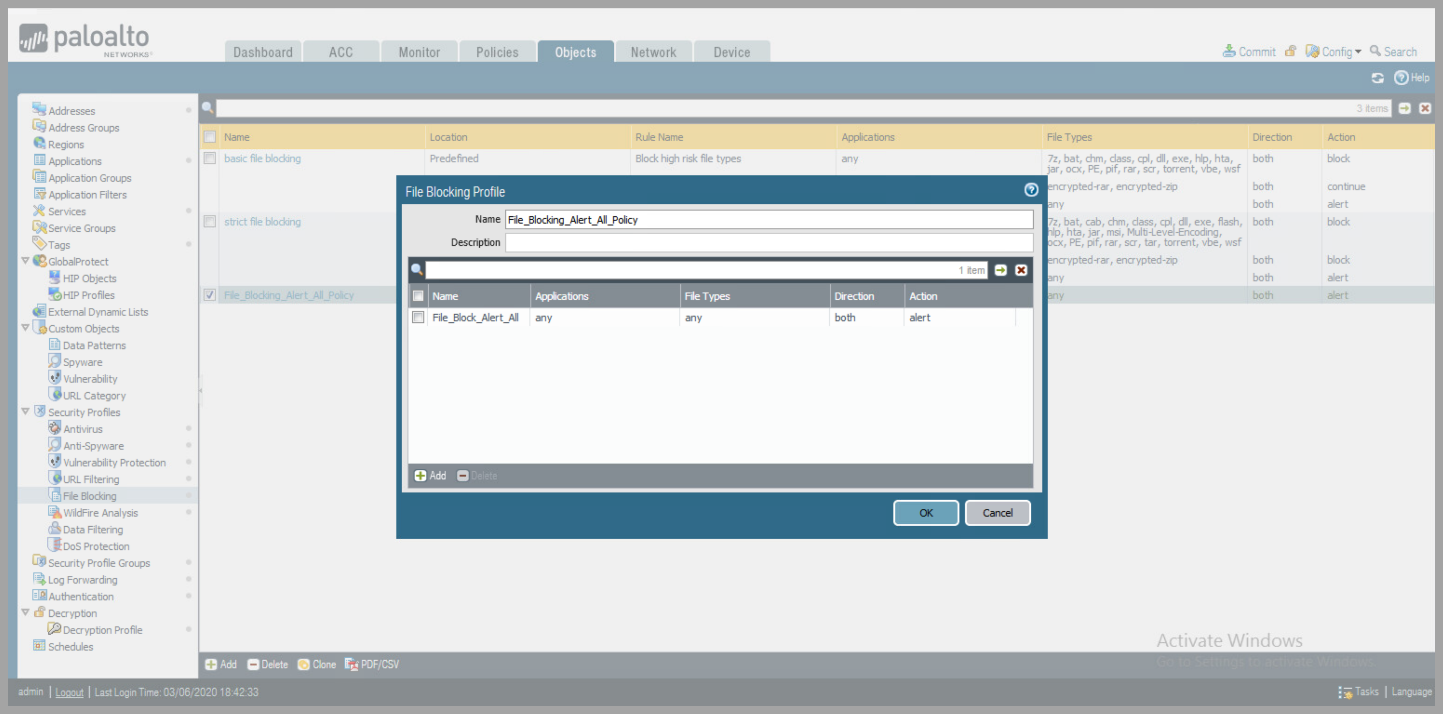 paloalto
NETWORKS
Dashboard ACC Monitor Policies Objects Network Device
Commit Config Search
Help
Addresses
Address Groups
Regions
Applications
Application Groups
Application Filters
Services
Service Groups
Tags
GlobalProtect
HIP Objects
HIP Profiles
External Dynamic Lists
Custom Objects
Data Patterns
Spyware
Vulnerability
URL Category
Security Profiles
Antivirus
Anti-Spyware
Vulnerability Protection
URL Filtering
File Blocking
WildFire Analysis
Data Filtering
DoS Protection
Security Profile Groups
Log Forwarding
Authentication
Decryption
Decryption Profile
Schedules
3 items
Name Location Rule Name Applications File Types Direction Action
basic file blocking Predefined Block high risk file types any 7z, bat, chm, class, cpl, dll, exe, hlp, hta, both block
jar, ocx, PE, pif, rar, scr, torrent, vbe, wsf
encrypted-rar, encrypted-zip both continue
any both alert
strict file blocking 7z, bat, cab, chm, class, cpl, dll, exe, flash, both block
hlp, hta, jar, msi, Multi-Level-Encoding,
ocx, PE, pif, rar, scr, tar, torrent, vbe, wsf
encrypted-rar, encrypted-zip both block
any both alert
File_Blocking_Alert_All_Policy any both alert
File Blocking Profile
Name File_Blocking_Alert_All_Policy
Description
1 item
Name Applications File Types Direction Action
File_Block_Alert_All any any both alert
Add Delete
OK Cancel
Add Delete Clone PDF/CSV
Activate Windows
Go to Settings to activate Windows.
admin | Logout | Last Login Time: 03/06/2020 18:42:33
Tasks | Language